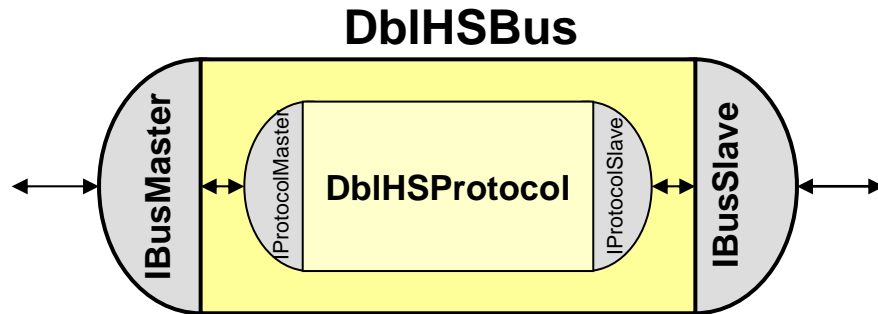 DblHSBus
IBusMaster
IProtocolMaster
DblHSProtocol
IProtocolSlave
IBusSlave